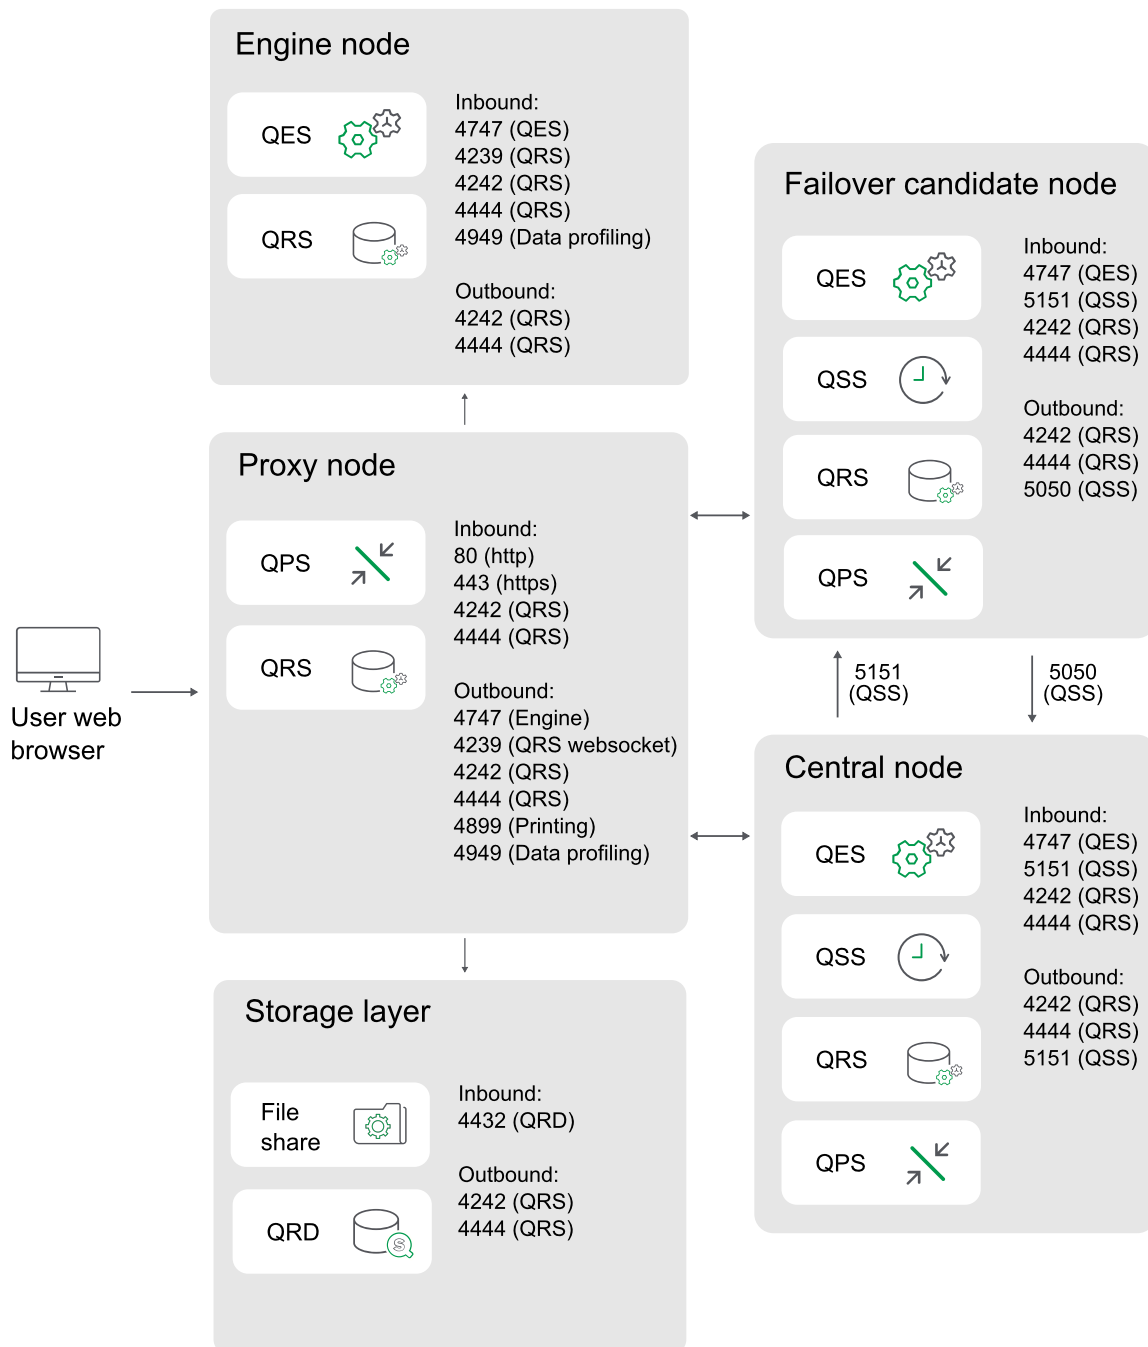 Engine node
QES
QRS
Inbound:
4747 (QES)
4239 (QRS)
4242 (QRS)
4444 (QRS)
4949 (Data profiling)
Outbound:
4242 (QRS)
4444 (QRS)
Failover candidate node
QES
QSS
QRS
QPS
Inbound:
4747 (QES)
5151 (QSS)
4242 (QRS)
4444 (QRS)
Outbound:
4242 (QRS)
4444 (QRS)
5050 (QSS)
Proxy node
QPS
QRS
Inbound:
80 (http)
443 (https)
4242 (QRS)
4444 (QRS)
Outbound:
4747 (Engine)
4239 (QRS websocket)
4242 (QRS)
4444 (QRS)
4899 (Printing)
4949 (Data profiling)
User web
browser
5151
(QSS)
5050
(QSS)
Central node
QES
QSS
QRS
QPS
Inbound:
4747 (QES)
5151 (QSS)
4242 (QRS)
4444 (QRS)
Outbound:
4242 (QRS)
4444 (QRS)
5151 (QSS)
Storage layer
File
share
QRD
S
Inbound:
4432 (QRD)
Outbound:
4242 (QRS)
4444 (QRS)